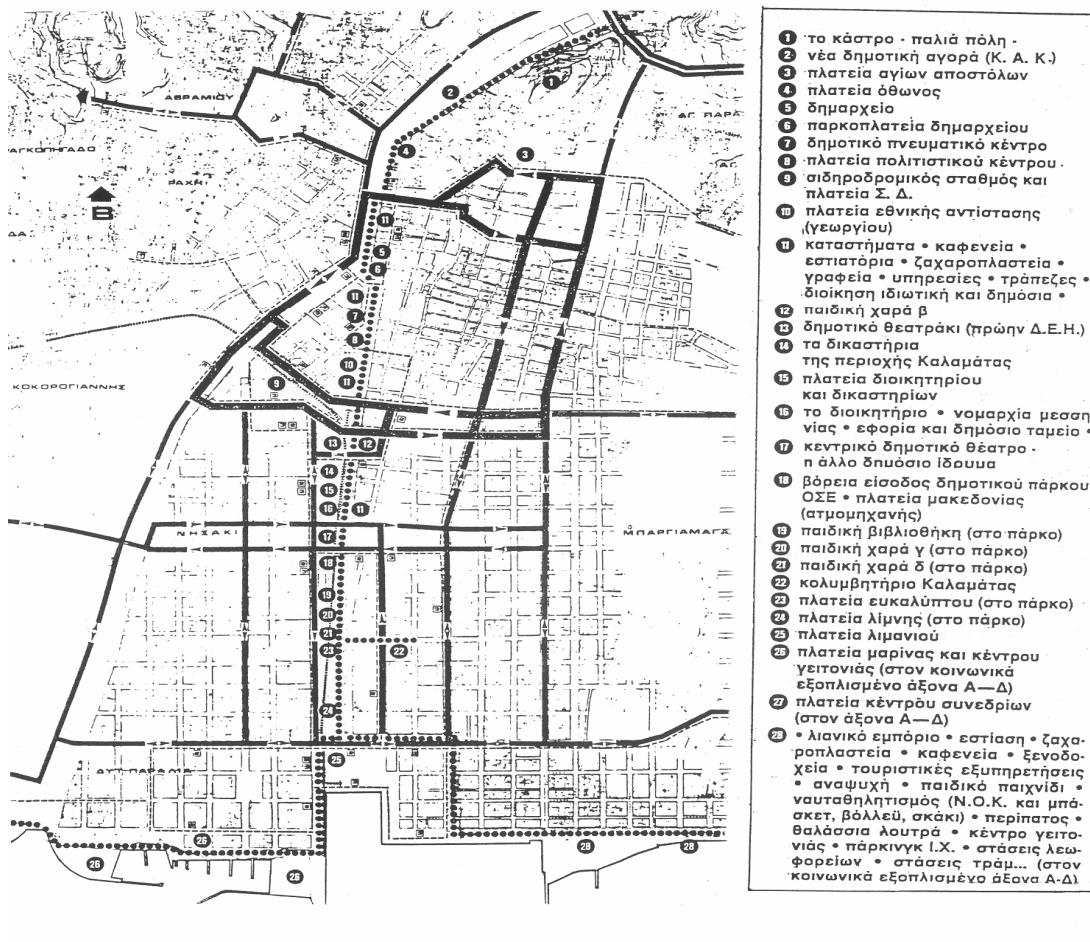 ΑΒΡΑΜΙΟΥ
ΑΓ. ΠΑΡΑ
ΡΑΧΗ
Β
ΚΟΚΟΡΟΓΙΑΝΝΗΣ
ΝΗΣΑΚΙ
ΜΠΑΡΓΙΑΜΑΓΑ
1 το κάστρο - παλιά πόλη -
2 νέα δημοτική αγορά (Κ. Α. Κ.)
3 πλατεία αγίων αποστόλων
4 πλατεία όθωνος
5 δημαρχείο
6 παρκοπλατεία δημαρχείου
7 δημοτικό πνευματικό κέντρο
8 πλατεία πολιτιστικού κέντρου.
9 σιδηροδρομικός σταθμός και
πλατεία Σ. Δ.
10 πλατεία εθνικής αντίστασης
(γεωργίου)
11 καταστήματα • καφενεία •
εστιατόρια • ζαχαροπλαστεία •
γραφεία • υπηρεσίες • τράπεζες •
διοίκηση ιδιωτική και δημόσια •
12 παιδική χαρά β
13 δημοτικό θεατράκι (πρώην Δ.Ε.Η.)
14 τα δικαστήρια
της περιοχής Καλαμάτας
15 πλατεία διοικητηρίου
και δικαστηρίων
16 το διοικητήριο • νομαρχία μεσση
νίας • εφορία και δημόσιο ταμείο •
17 κεντρικό δημοτικό θέατρο -
η άλλο δημόσιο ίδρυμα
18 βόρεια είσοδος δημοτικού πάρκου
ΟΣΕ • πλατεία μακεδονίας
(ατμομηχανής)
19 παιδική βιβλιοθήκη (στο πάρκο)
20 παιδική χαρά γ (στο πάρκο)
21 παιδική χαρά δ (στο πάρκο)
22 κολυμβητήριο Καλαμάτας
23 πλατεία ευκαλύπτου (στο πάρκο)
24 πλατεία λίμνης (στο πάρκο)
25 πλατεία λιμανιού
26 πλατεία μαρίνας και κέντρου
γειτονιάς (στον κοινωνικά
εξοπλισμένο άξονα Α—Δ)
27 πλατεία κέντρου συνεδρίων
(στον άξονα Α—Δ)
28 • λιανικό εμπόριο • εστίαση • ζαχα-
ροπλαστεία • καφενεία • ξενοδο-
χεία • τουριστικές εξυπηρετήσεις
• αναψυχή • παιδικό παιχνίδι •
ναυταθηλητισμός (Ν.Ο.Κ. και μπά-
σκετ, βόλλεϋ, σκάκι) • περίπατος •
θαλάσσια λουτρά • κέντρο γειτο-
νιάς • πάρκινγκ Ι.Χ. • στάσεις λεω-
φορείων • στάσεις τράμ... (στον
κοινωνικά εξοπλισμένο άξονα Α-Δ)